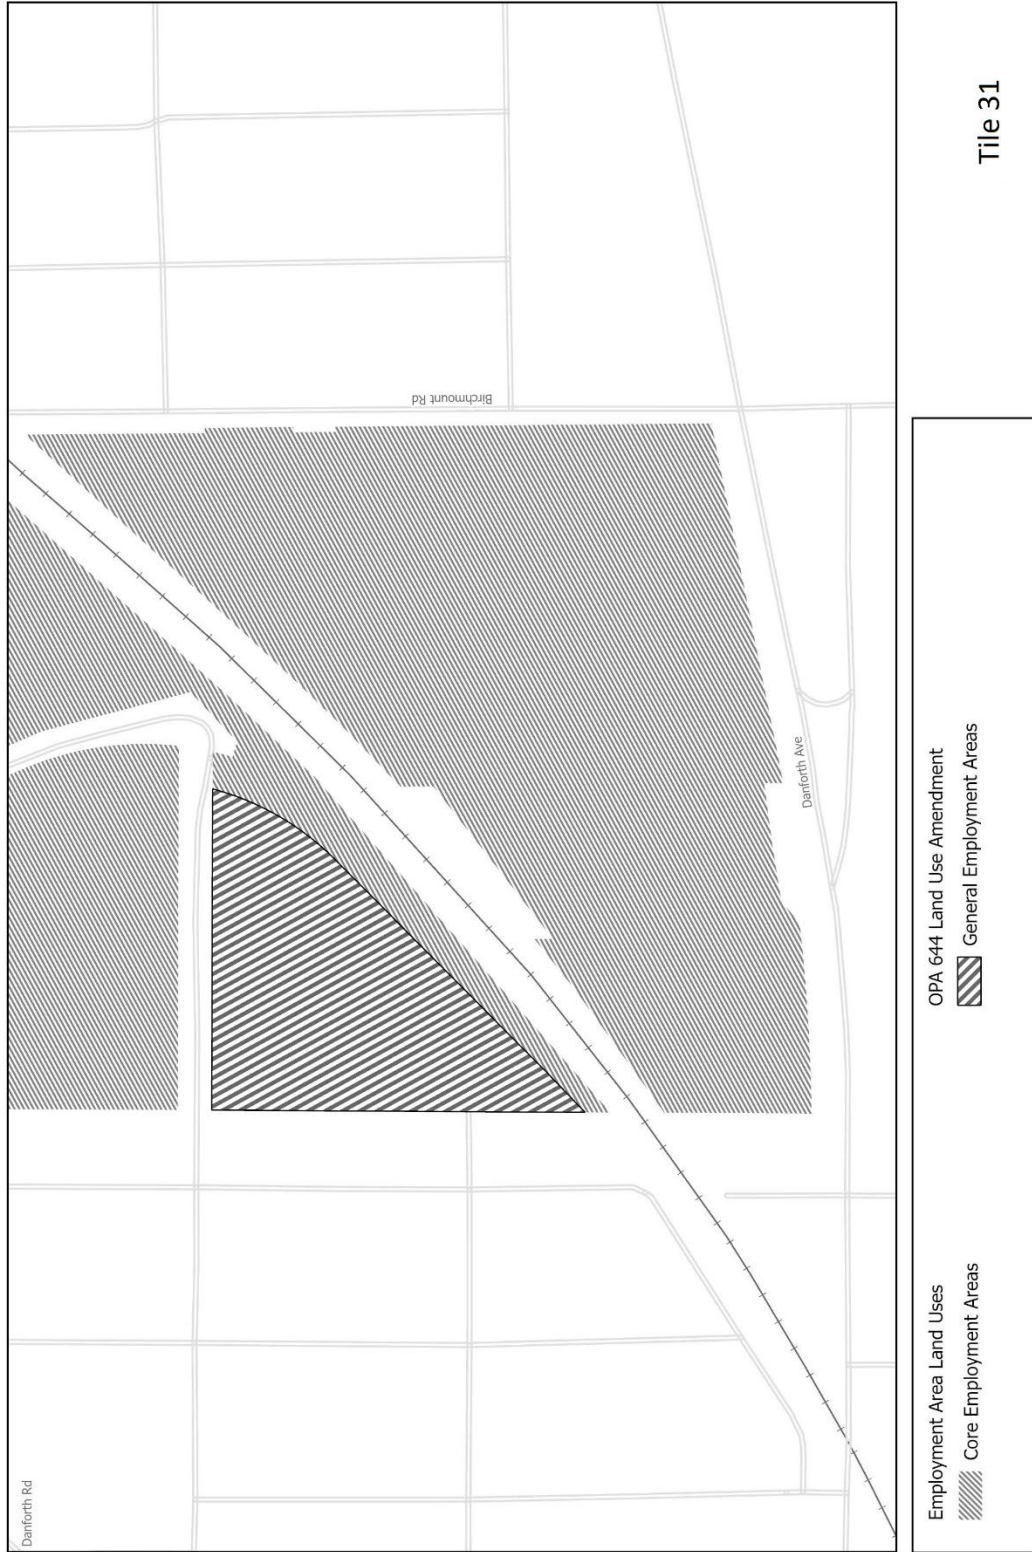 Danforth Rd
Birchmount Rd
Danforth Ave
Employment Area Land Uses
Core Employment Areas
OPA 644 Land Use Amendment
General Employment Areas
Tile 31